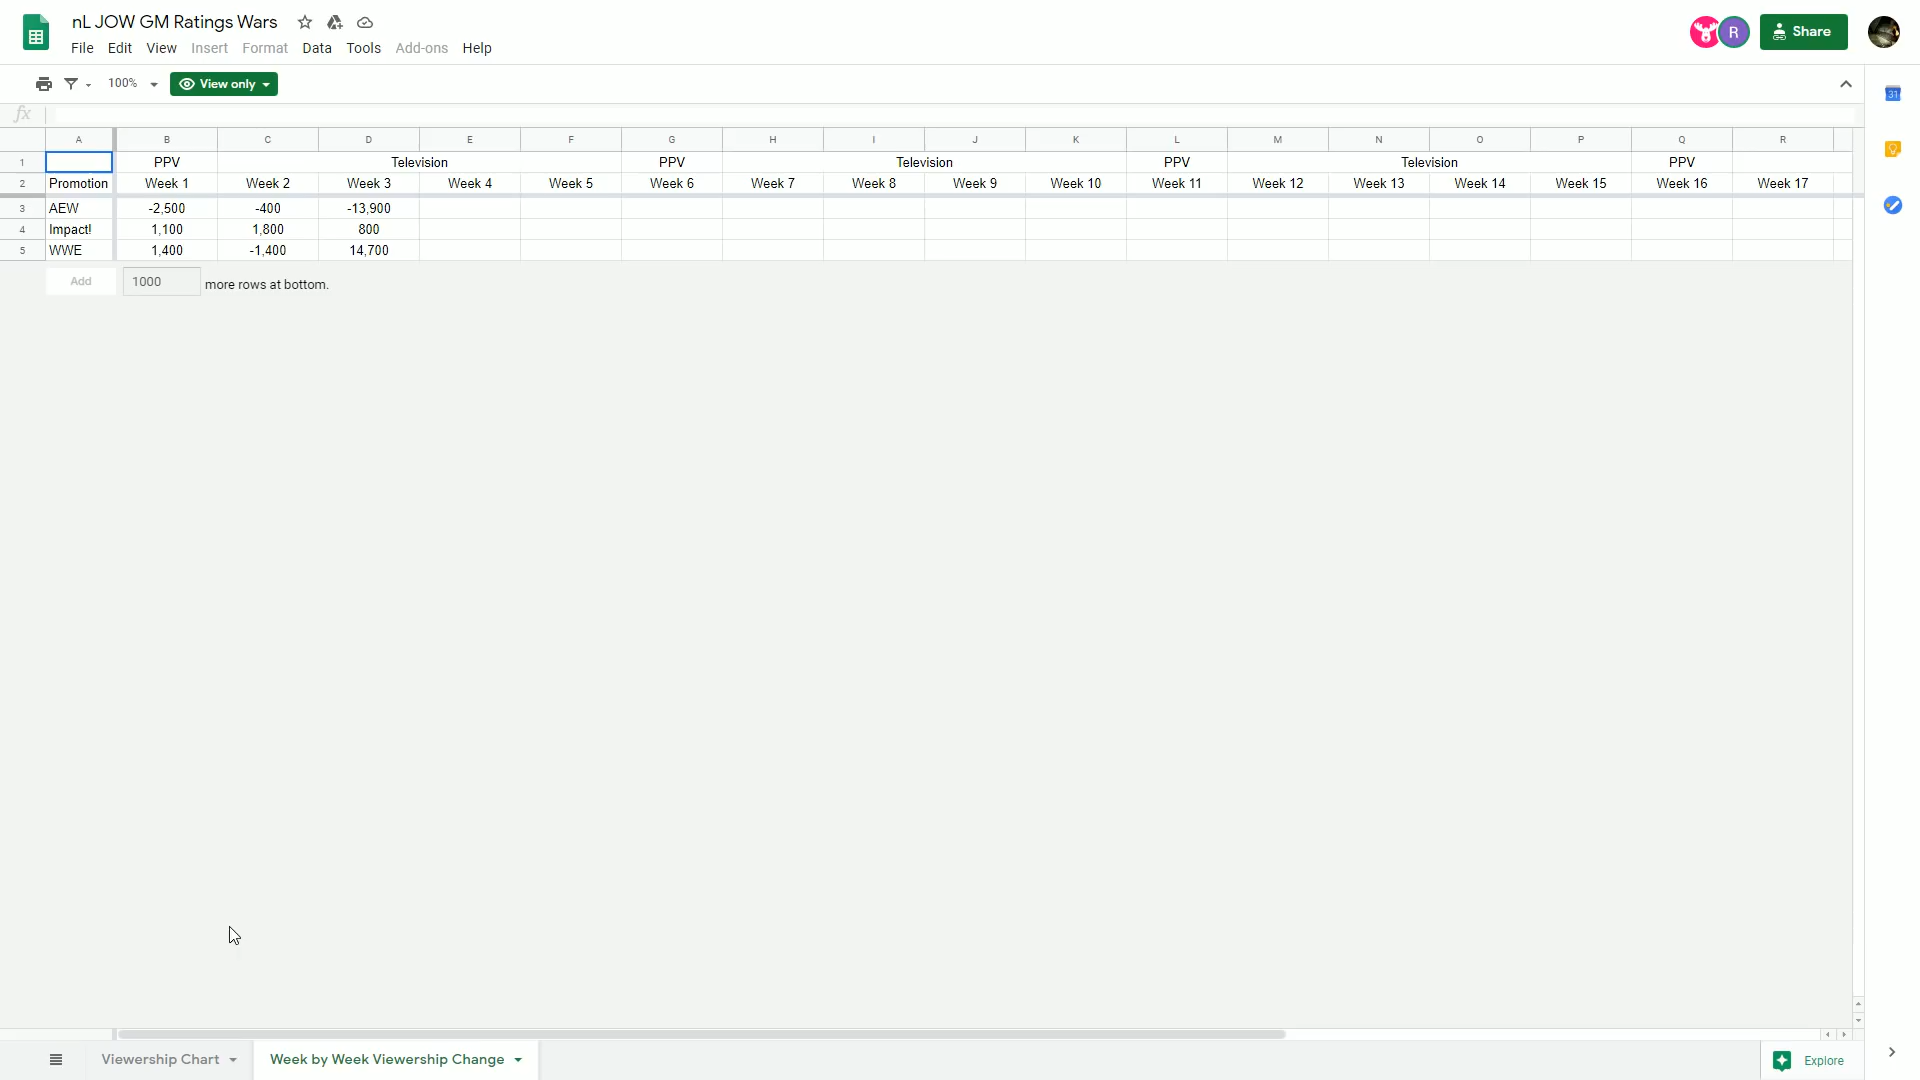 nL JOW GM Ratings Wars
File Edit View Insert Format Data Tools Add-ons Help
R
Share
100% View only
31
fx
A B C D E F G H I J K L M N O P Q R
1 PPV Television PPV Television PPV Television PPV
2 Promotion Week 1 Week 2 Week 3 Week 4 Week 5 Week 6 Week 7 Week 8 Week 9 Week 10 Week 11 Week 12 Week 13 Week 14 Week 15 Week 16 Week 17
3 AEW -2,500 -400 -13,900
4 Impact! 1,100 1,800 800
5 WWE 1,400 -1,400 14,700
Add 1000 more rows at bottom.
Viewership Chart Week by Week Viewership Change Explore